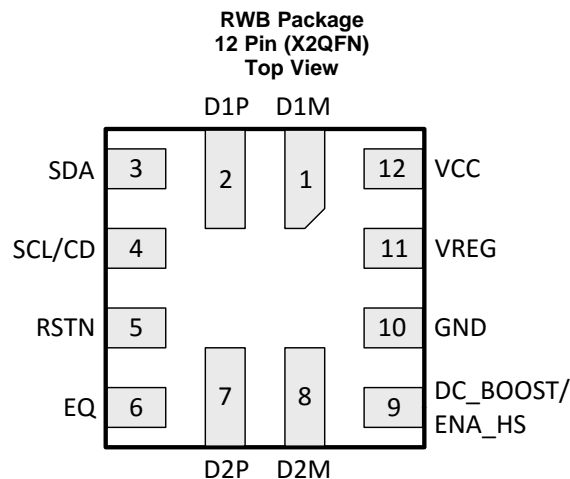 RWB Package
12 Pin (X2QFN)
Top View
D1P D1M
SDA 3 2 1 12 VCC
SCL/CD 4 11 VREG
RSTN 5 10 GND
EQ 6 7 8 9 DC_BOOST/
ENA_HS
D2P D2M